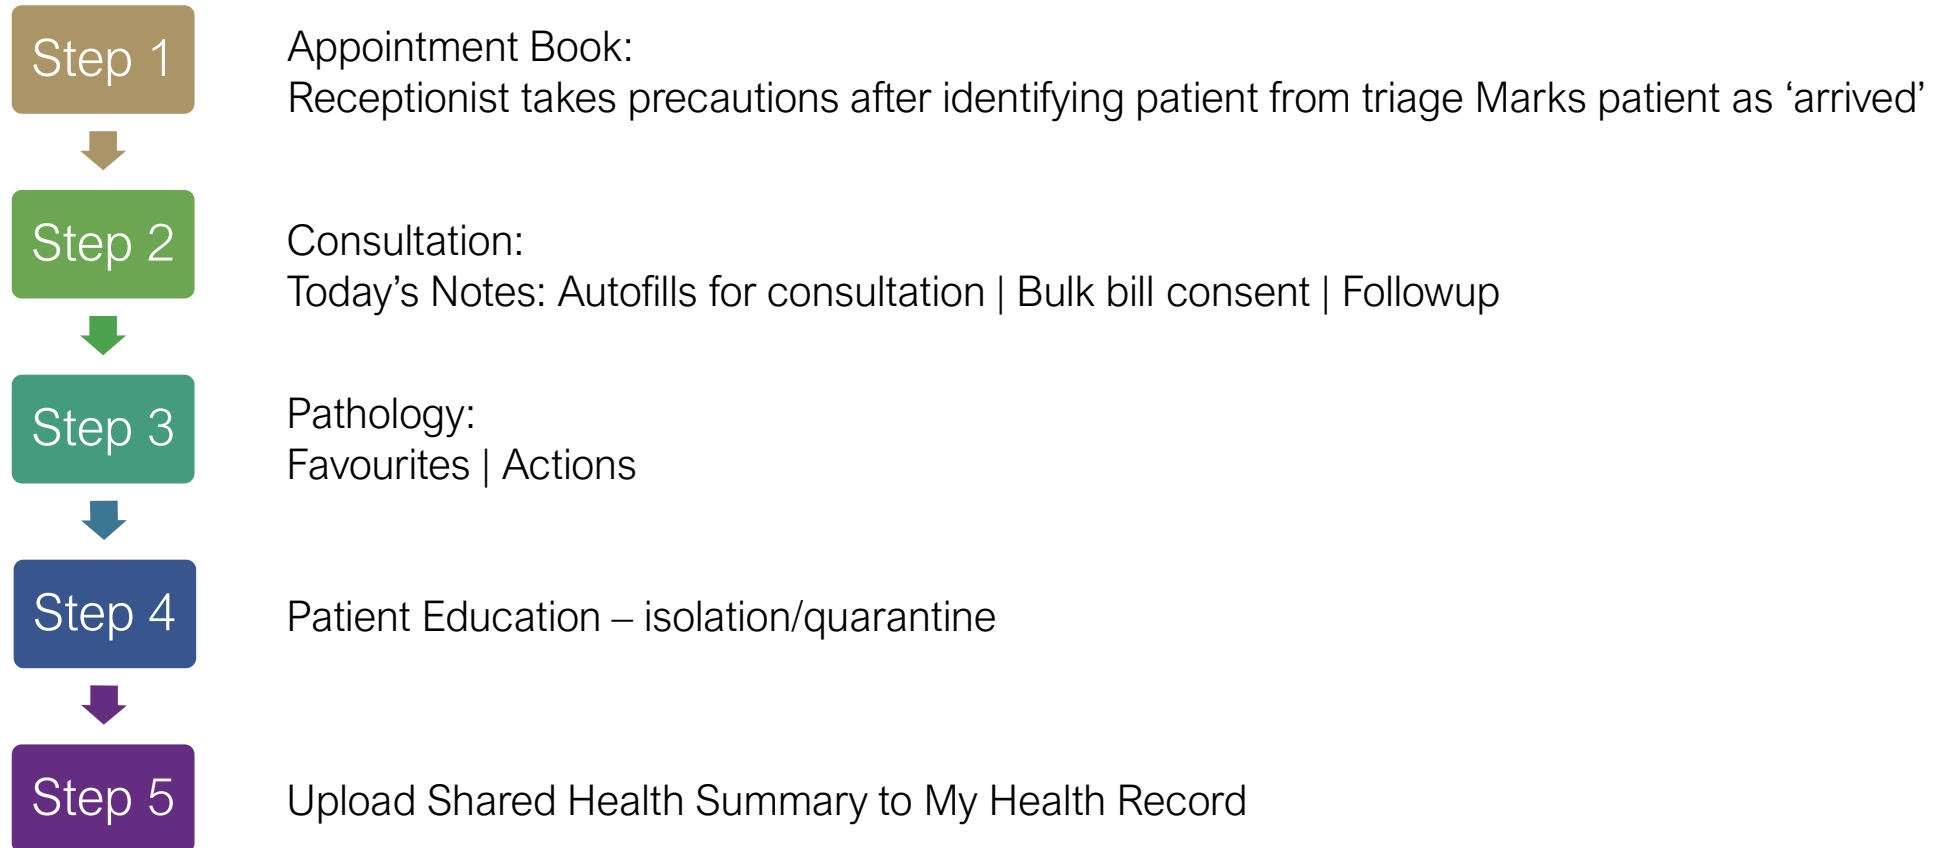 Step 1
Appointment Book:
Receptionist takes precautions after identifying patient from triage Marks patient as ‘arrived’
Step 2
Consultation:
Today’s Notes: Autofills for consultation | Bulk bill consent | Followup
Step 3
Pathology:
Favourites | Actions
Step 4
Patient Education – isolation/quarantine
Step 5
Upload Shared Health Summary to My Health Record